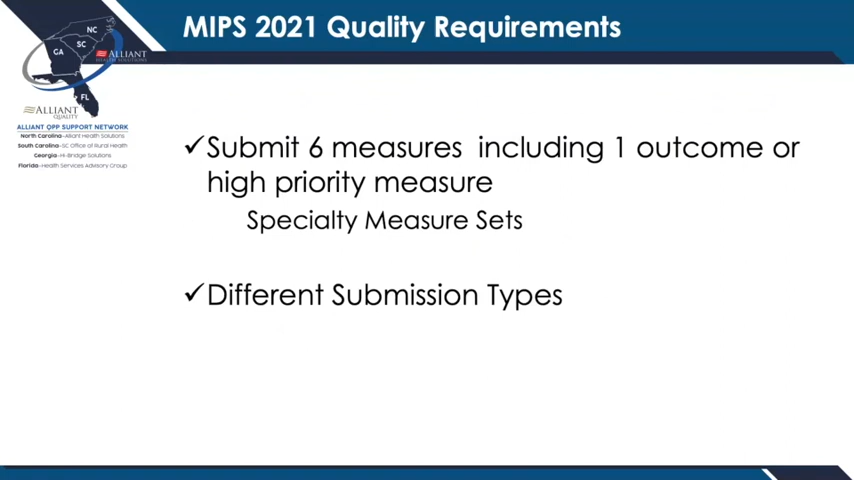 MIPS 2021 Quality Requirements
NC
SC
GA
ALLIANT
HEALTH SOLUTIONS
FL
ALLIANT
QUALITY
ALLIANT QPP SUPPORT NETWORK
North Carolina–Alliant Health Solutions
South Carolina–SC Office of Rural Health
Georgia–Hi-Bridge Solutions
Florida–Health Services Advisory Group
✓Submit 6 measures including 1 outcome or
high priority measure
Specialty Measure Sets
✓Different Submission Types